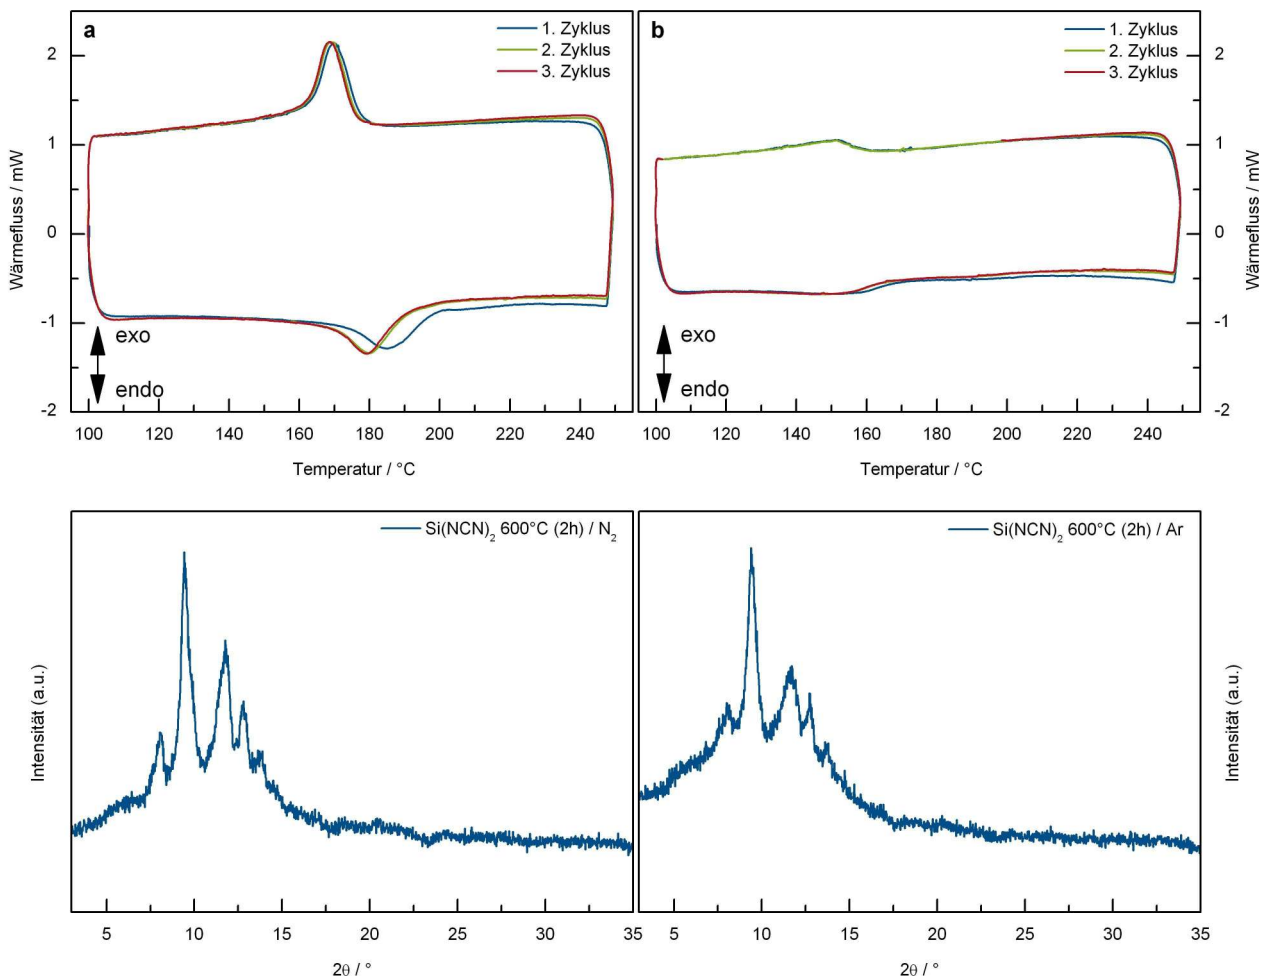 a
1. Zyklus
2. Zyklus
3. Zyklus
Wärmefluss / mW
2
1
0
-1
-2
exo
endo
100 120 140 160 180 200 220 240
Temperatur / °C
b
1. Zyklus
2. Zyklus
3. Zyklus
2
1
0
-1
-2
Wärmefluss / mW
exo
endo
100 120 140 160 180 200 220 240
Temperatur / °C
Si(NCN)₂ 600°C (2h) / N₂
Intensität (a.u.)
5 10 15 20 25 30 35
2θ / °
Si(NCN)₂ 600°C (2h) / Ar
Intensität (a.u.)
5 10 15 20 25 30 35
2θ / °